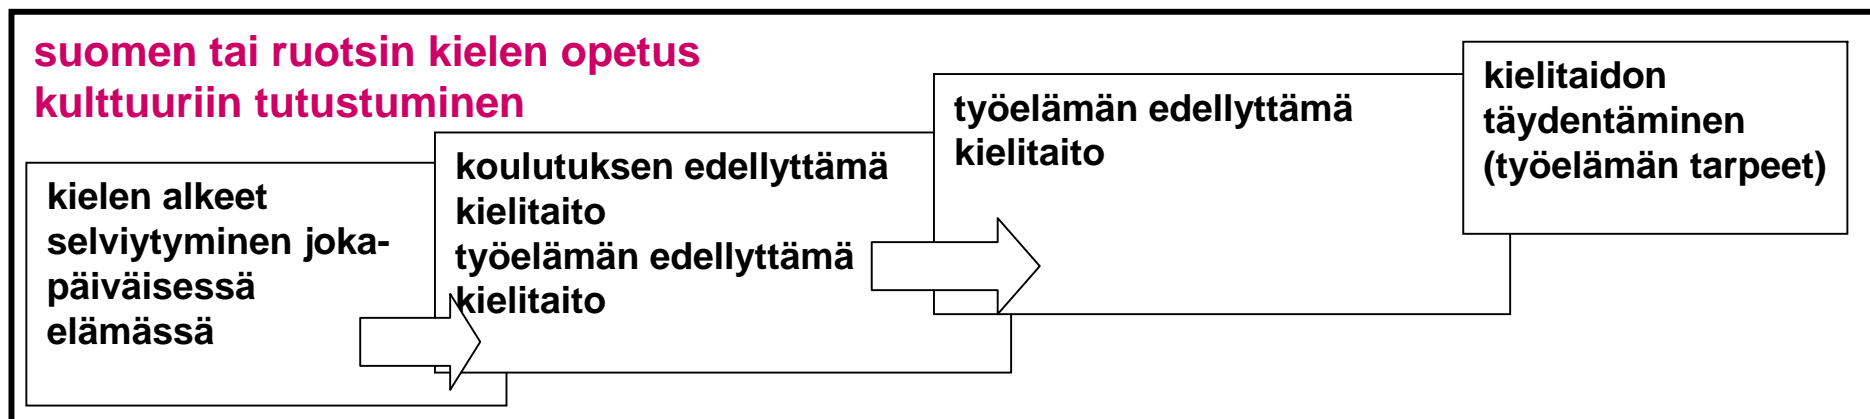 suomen tai ruotsin kielen opetus
kulttuuriin tutustuminen
kielen alkeet
selviytyminen joka-
päiväisessä
elämässä
koulutuksen edellyttämä
kielitaito
työelämän edellyttämä
kielitaito
työelämän edellyttämä
kielitaito
kielitaidon
täydentäminen
(työelämän tarpeet)